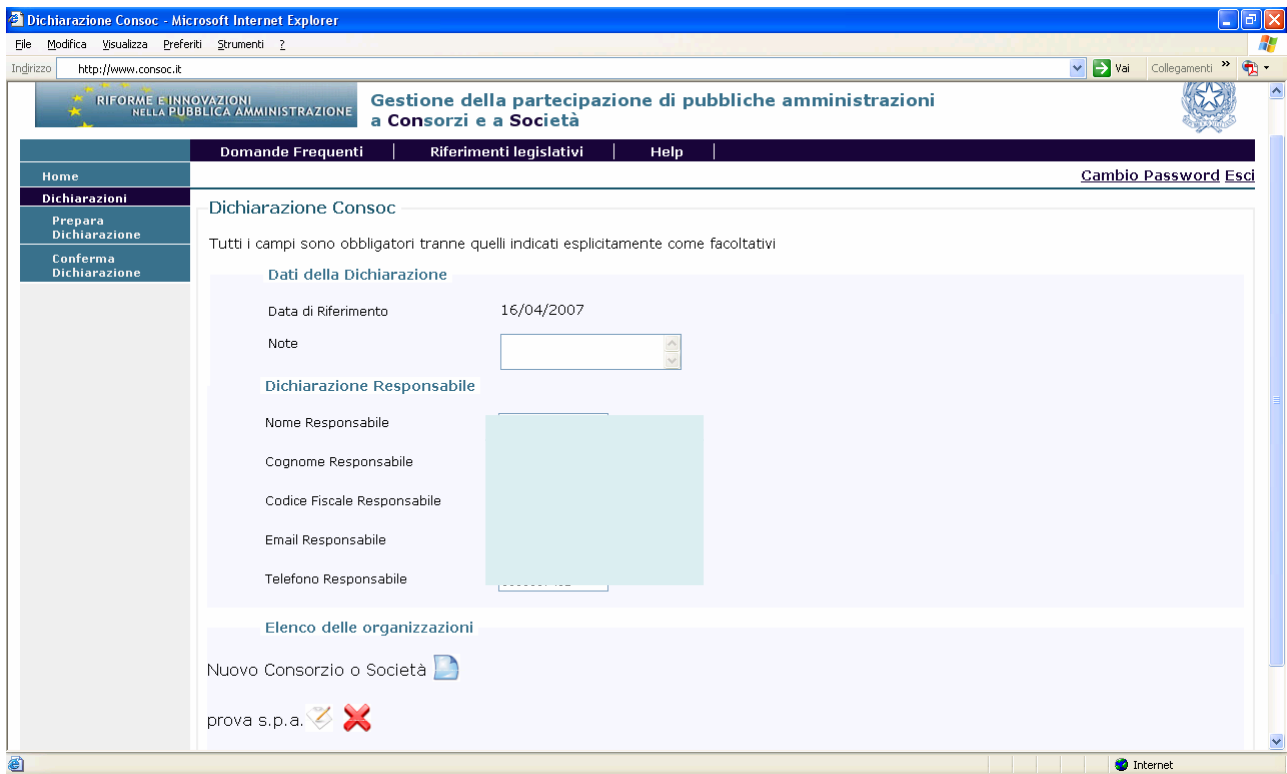 Dichiarazione Consoc - Microsoft Internet Explorer
File Modifica Visualizza Preferiti Strumenti ?
Indirizzo http://www.consoc.it Vai Collegamenti »
RIFORME E INNOVAZIONI
NELLA PUBBLICA AMMINISTRAZIONE
Gestione della partecipazione di pubbliche amministrazioni
a Consorzi e a Società
Domande Frequenti | Riferimenti legislativi | Help |
Cambio Password Esci
Home
Dichiarazioni
Prepara
Dichiarazione
Conferma
Dichiarazione
Dichiarazione Consoc
Tutti i campi sono obbligatori tranne quelli indicati esplicitamente come facoltativi
Dati della Dichiarazione
Data di Riferimento 16/04/2007
Note
Dichiarazione Responsabile
Nome Responsabile
Cognome Responsabile
Codice Fiscale Responsabile
Email Responsabile
Telefono Responsabile
Elenco delle organizzazioni
Nuovo Consorzio o Società
prova s.p.a.
Internet